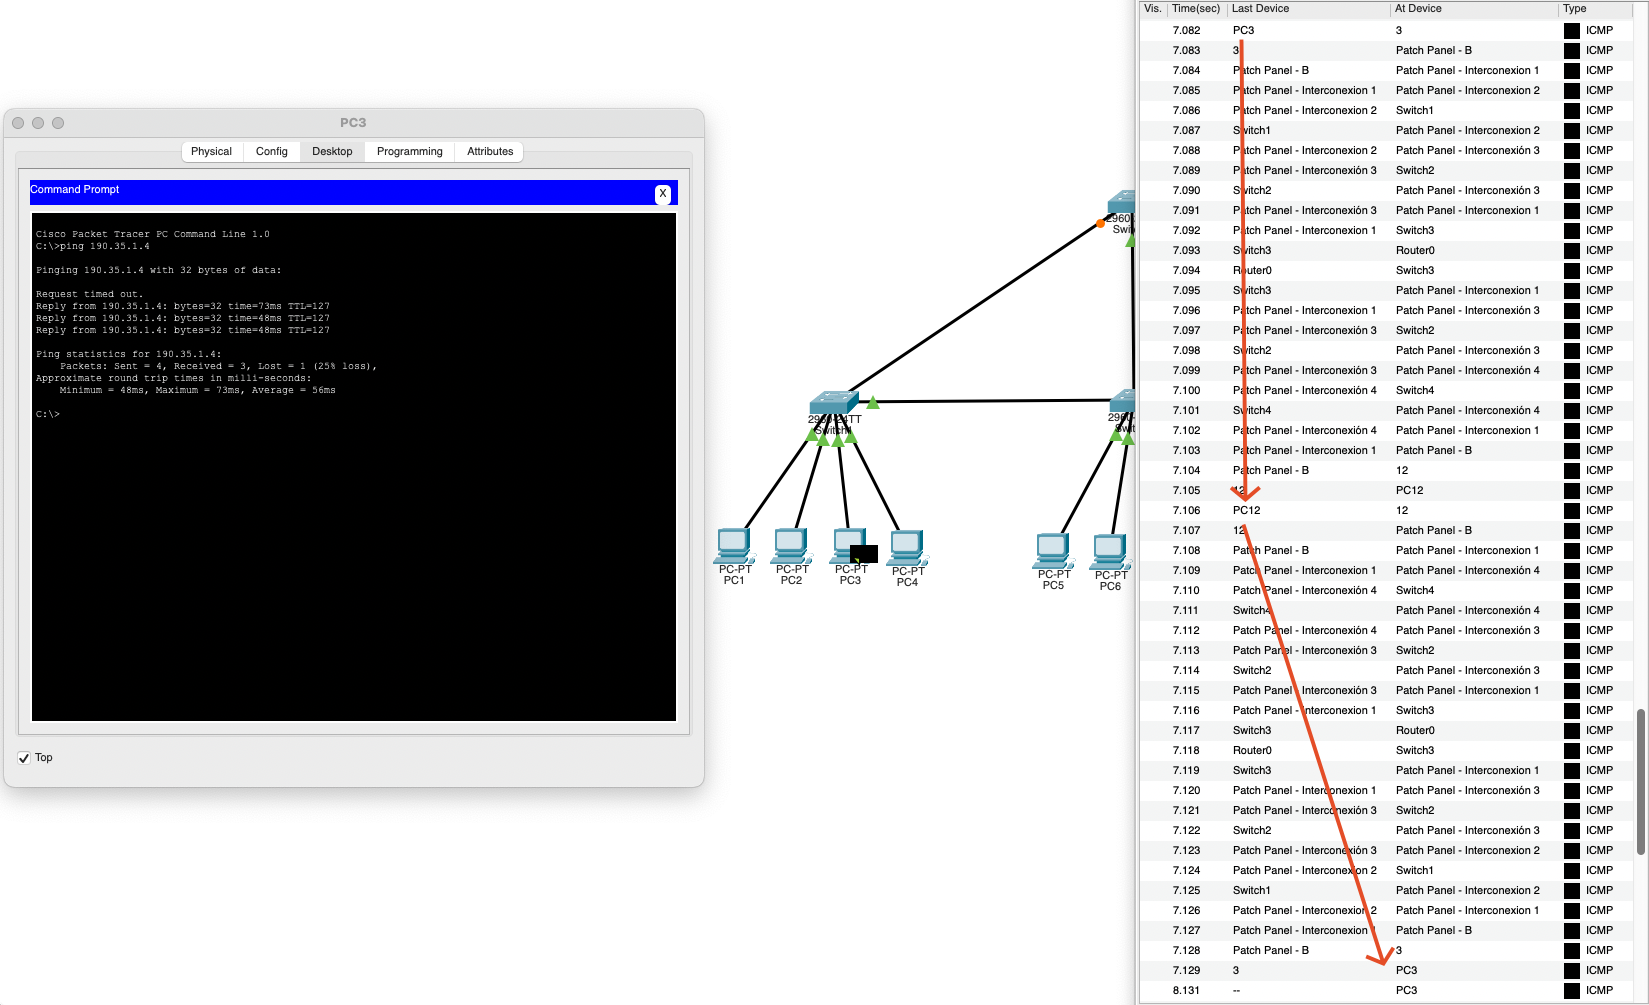 PC3
Physical Config Desktop Programming Attributes
Command Prompt
X
Cisco Packet Tracer PC Command Line 1.0
C:\>ping 190.35.1.4
Pinging 190.35.1.4 with 32 bytes of data:
Request timed out.
Reply from 190.35.1.4: bytes=32 time=73ms TTL=127
Reply from 190.35.1.4: bytes=32 time=48ms TTL=127
Reply from 190.35.1.4: bytes=32 time=48ms TTL=127
Ping statistics for 190.35.1.4:
Packets: Sent = 4, Received = 3, Lost = 1 (25% loss),
Approximate round trip times in milli-seconds:
Minimum = 48ms, Maximum = 73ms, Average = 56ms
C:\>
Top
2960
Swit
2960-24TT
Switch1
2960-
Swit
PC-PT
PC1
PC-PT
PC2
PC-PT
PC3
PC-PT
PC4
PC-PT
PC5
PC-PT
PC6
Vis. Time(sec) Last Device At Device Type
7.082 PC3 3 ICMP
7.083 3 Patch Panel - B ICMP
7.084 Patch Panel - B Patch Panel - Interconexion 1 ICMP
7.085 Patch Panel - Interconexion 1 Patch Panel - Interconexion 2 ICMP
7.086 Patch Panel - Interconexion 2 Switch1 ICMP
7.087 Switch1 Patch Panel - Interconexion 2 ICMP
7.088 Patch Panel - Interconexion 2 Patch Panel - Interconexión 3 ICMP
7.089 Patch Panel - Interconexión 3 Switch2 ICMP
7.090 Switch2 Patch Panel - Interconexión 3 ICMP
7.091 Patch Panel - Interconexión 3 Patch Panel - Interconexion 1 ICMP
7.092 Patch Panel - Interconexion 1 Switch3 ICMP
7.093 Switch3 Router0 ICMP
7.094 Router0 Switch3 ICMP
7.095 Switch3 Patch Panel - Interconexion 1 ICMP
7.096 Patch Panel - Interconexion 1 Patch Panel - Interconexión 3 ICMP
7.097 Patch Panel - Interconexión 3 Switch2 ICMP
7.098 Switch2 Patch Panel - Interconexión 3 ICMP
7.099 Patch Panel - Interconexión 3 Patch Panel - Interconexión 4 ICMP
7.100 Patch Panel - Interconexión 4 Switch4 ICMP
7.101 Switch4 Patch Panel - Interconexión 4 ICMP
7.102 Patch Panel - Interconexión 4 Patch Panel - Interconexion 1 ICMP
7.103 Patch Panel - Interconexion 1 Patch Panel - B ICMP
7.104 Patch Panel - B 12 ICMP
7.105 12 PC12 ICMP
7.106 PC12 12 ICMP
7.107 12 Patch Panel - B ICMP
7.108 Patch Panel - B Patch Panel - Interconexion 1 ICMP
7.109 Patch Panel - Interconexion 1 Patch Panel - Interconexión 4 ICMP
7.110 Patch Panel - Interconexión 4 Switch4 ICMP
7.111 Switch4 Patch Panel - Interconexión 4 ICMP
7.112 Patch Panel - Interconexión 4 Patch Panel - Interconexión 3 ICMP
7.113 Patch Panel - Interconexión 3 Switch2 ICMP
7.114 Switch2 Patch Panel - Interconexión 3 ICMP
7.115 Patch Panel - Interconexión 3 Patch Panel - Interconexion 1 ICMP
7.116 Patch Panel - Interconexion 1 Switch3 ICMP
7.117 Switch3 Router0 ICMP
7.118 Router0 Switch3 ICMP
7.119 Switch3 Patch Panel - Interconexion 1 ICMP
7.120 Patch Panel - Interconexion 1 Patch Panel - Interconexión 3 ICMP
7.121 Patch Panel - Interconexión 3 Switch2 ICMP
7.122 Switch2 Patch Panel - Interconexión 3 ICMP
7.123 Patch Panel - Interconexión 3 Patch Panel - Interconexion 2 ICMP
7.124 Patch Panel - Interconexion 2 Switch1 ICMP
7.125 Switch1 Patch Panel - Interconexion 2 ICMP
7.126 Patch Panel - Interconexion 2 Patch Panel - Interconexion 1 ICMP
7.127 Patch Panel - Interconexion 1 Patch Panel - B ICMP
7.128 Patch Panel - B 3 ICMP
7.129 3 PC3 ICMP
8.131 -- PC3 ICMP